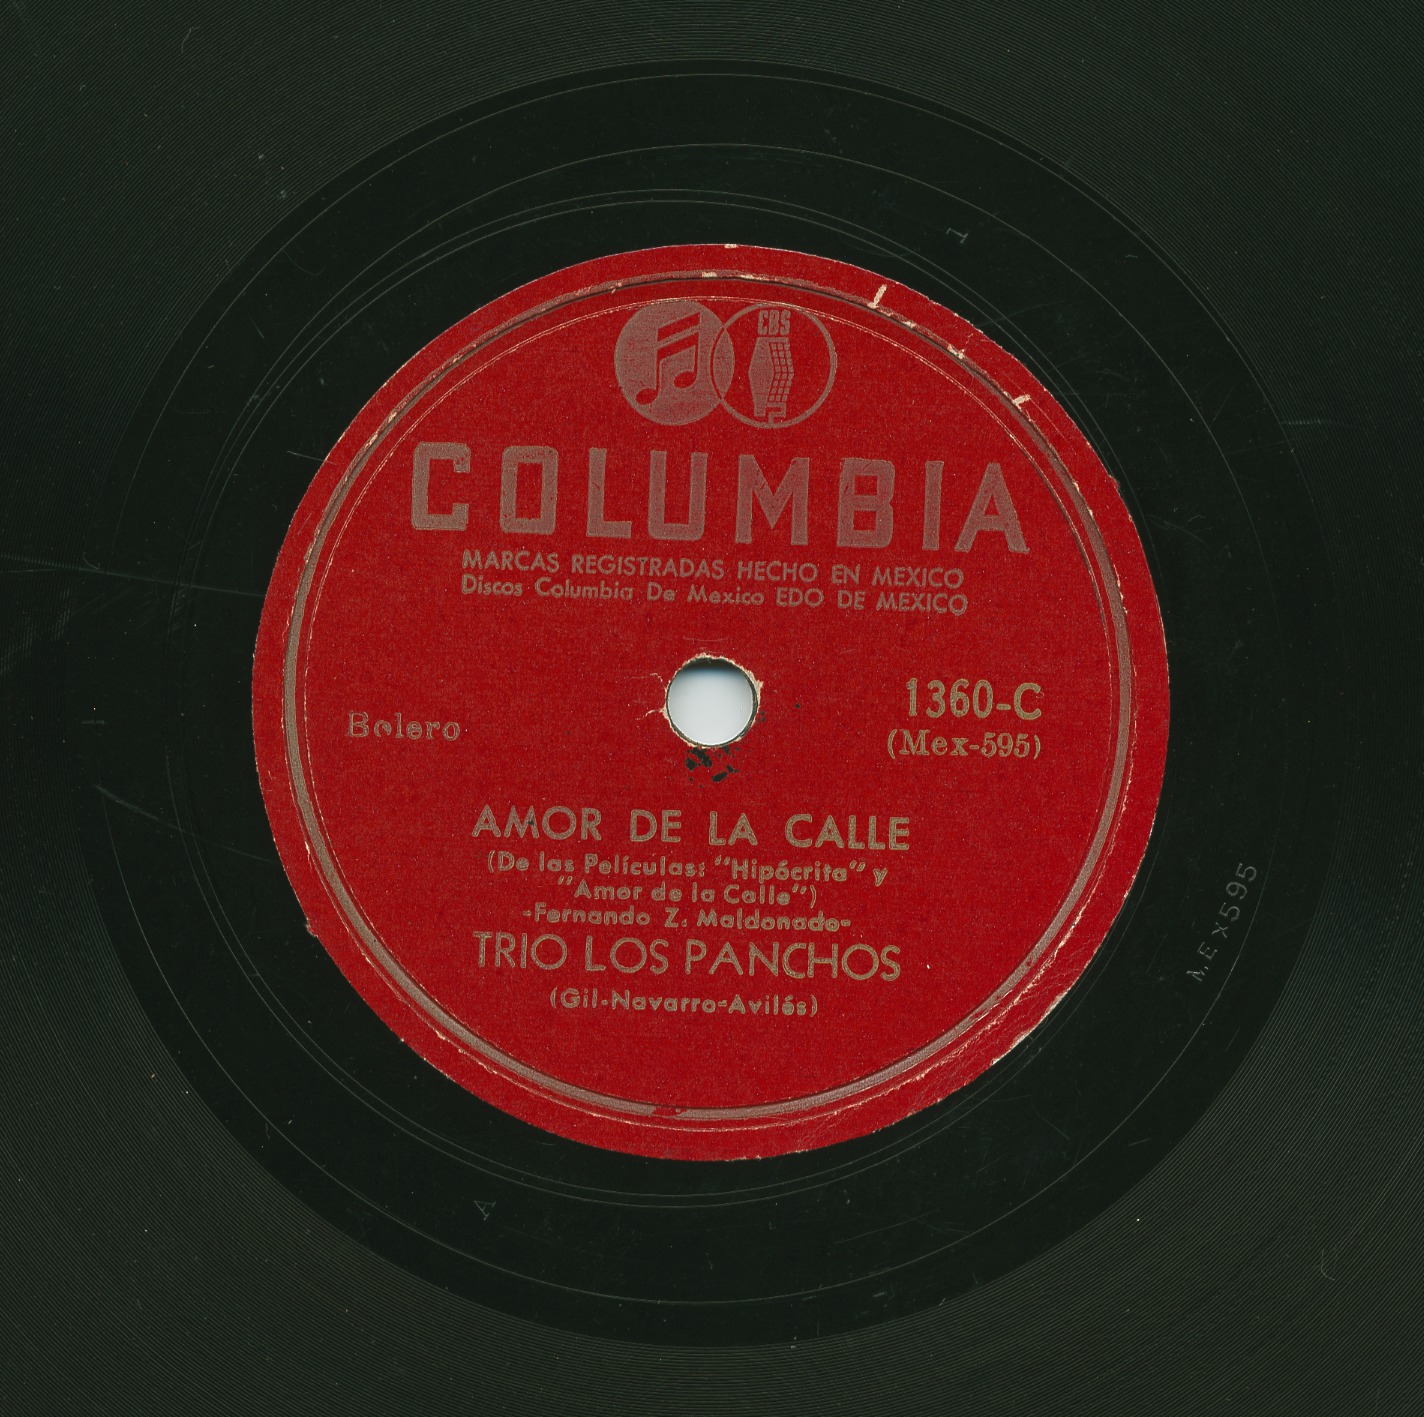 1
CBS
COLUMBIA
MARCAS REGISTRADAS HECHO EN MEXICO
Discos Columbia De Mexico EDO DE MEXICO
1360-C
Bolero
(Mex-595)
AMOR DE LA CALLE
(De las Películas: "Hipócrita" y
"Amor de la Calle")
-Fernando Z. Maldonado-
TRIO LOS PANCHOS
(Gil-Navarro-Avilés)
MEX595
A